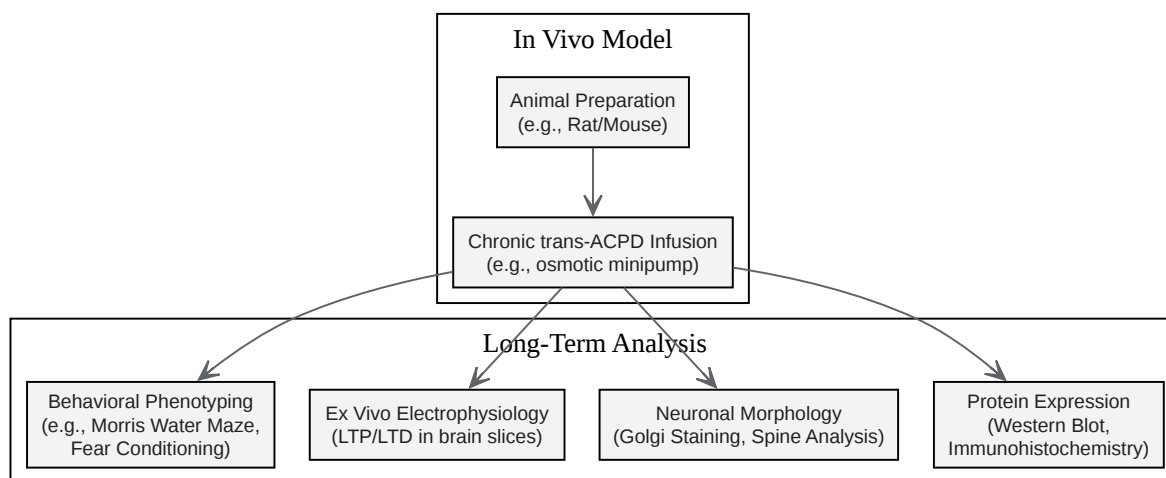 In Vivo Model
Animal Preparation
(e.g., Rat/Mouse)
Chronic trans-ACPD Infusion
(e.g., osmotic minipump)
Long-Term Analysis
Behavioral Phenotyping
(e.g., Morris Water Maze,
Fear Conditioning)
Ex Vivo Electrophysiology
(LTP/LTD in brain slices)
Neuronal Morphology
(Golgi Staining, Spine Analysis)
Protein Expression
(Western Blot,
Immunohistochemistry)